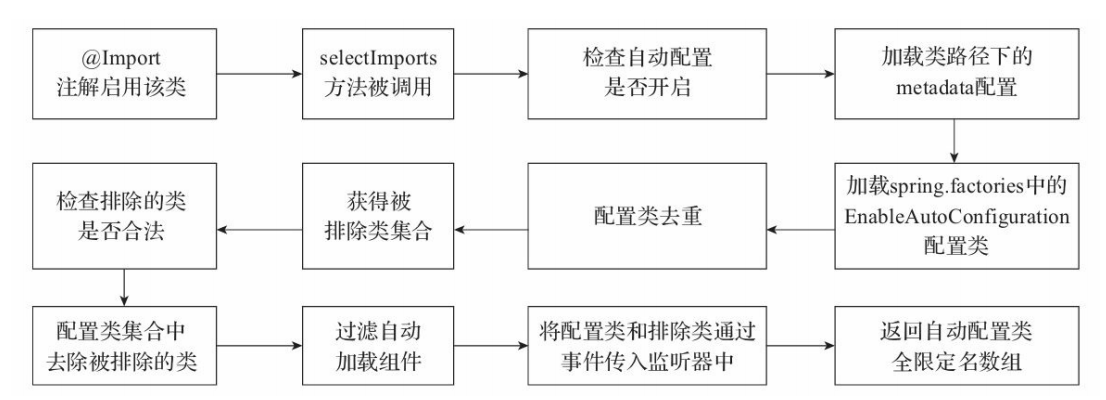 @Import
注解启用该类
selectImports
方法被调用
检查自动配置
是否开启
加载类路径下的
metadata配置
加载spring.factories中的
EnableAutoConfiguration
配置类
配置类去重
获得被
排除类集合
检查排除的类
是否合法
配置类集合中
去除被排除的类
过滤自动
加载组件
将配置类和排除类通过
事件传入监听器中
返回自动配置类
全限定名数组